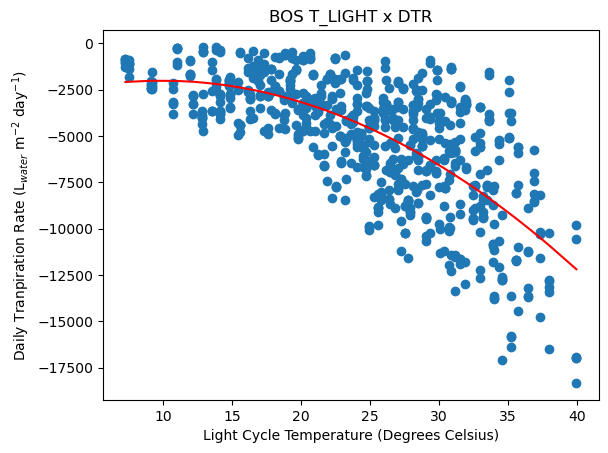 BOS T_LIGHT x DTR
0
−2500
−5000
−7500
−10000
−12500
−15000
−17500
Daily Tranpiration Rate (L_water m⁻² day⁻¹)
10 15 20 25 30 35 40
Light Cycle Temperature (Degrees Celsius)